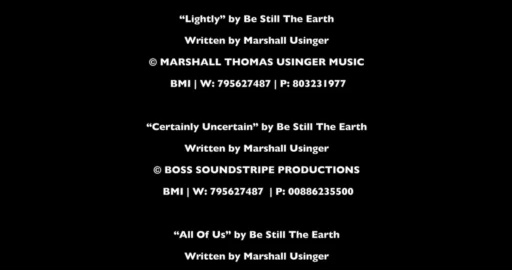 “Lightly” by Be Still The Earth
Written by Marshall Usinger
© MARSHALL THOMAS USINGER MUSIC
BMI | W: 795627487 | P: 803231977
“Certainly Uncertain” by Be Still The Earth
Written by Marshall Usinger
© BOSS SOUNDSTRIPE PRODUCTIONS
BMI | W: 795627487 | P: 00886235500
“All Of Us” by Be Still The Earth
Written by Marshall Usinger